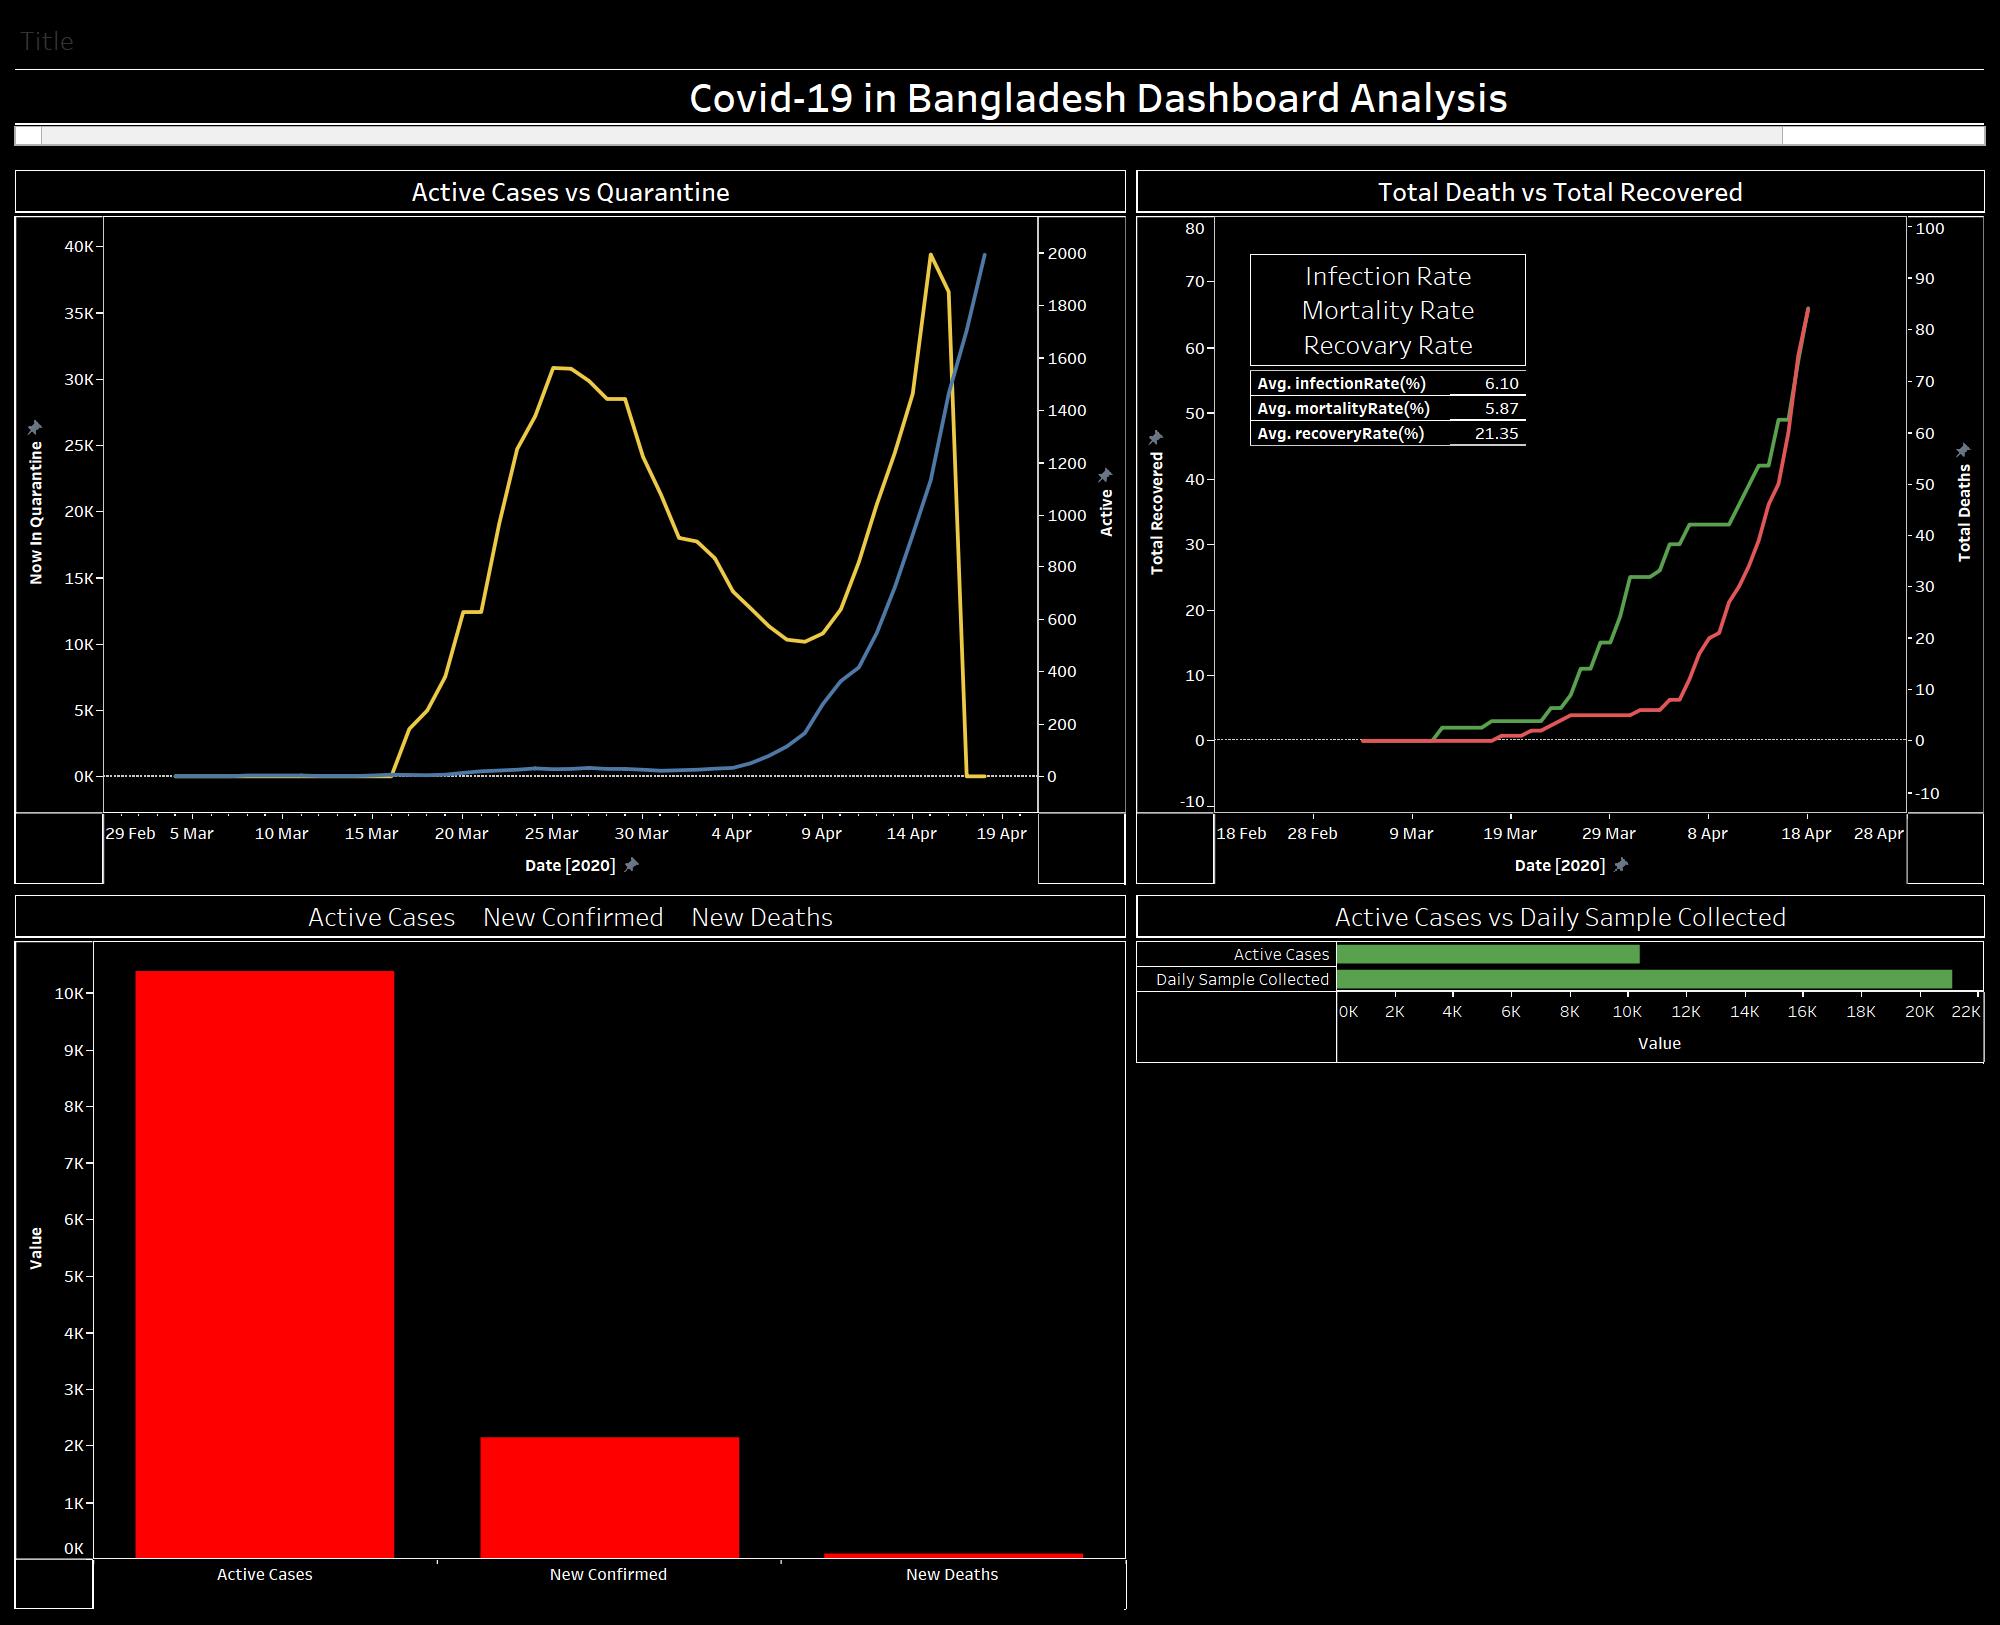 Title
Covid-19 in Bangladesh Dashboard Analysis
Active Cases vs Quarantine
40K
35K
30K
25K
20K
15K
10K
5K
0K
Now In Quarantine
2000
1800
1600
1400
1200
1000
800
600
400
200
0
Active
29 Feb 5 Mar 10 Mar 15 Mar 20 Mar 25 Mar 30 Mar 4 Apr 9 Apr 14 Apr 19 Apr
Date [2020]
Total Death vs Total Recovered
80
70
60
50
40
30
20
10
0
-10
Total Recovered
Infection Rate
Mortality Rate
Recovary Rate
Avg. infectionRate(%) 6.10
Avg. mortalityRate(%) 5.87
Avg. recoveryRate(%) 21.35
100
90
80
70
60
50
40
30
20
10
0
-10
Total Deaths
18 Feb 28 Feb 9 Mar 19 Mar 29 Mar 8 Apr 18 Apr 28 Apr
Date [2020]
Active Cases New Confirmed New Deaths
10K
9K
8K
7K
6K
5K
4K
3K
2K
1K
0K
Value
Active Cases New Confirmed New Deaths
Active Cases vs Daily Sample Collected
Active Cases
Daily Sample Collected
0K 2K 4K 6K 8K 10K 12K 14K 16K 18K 20K 22K
Value